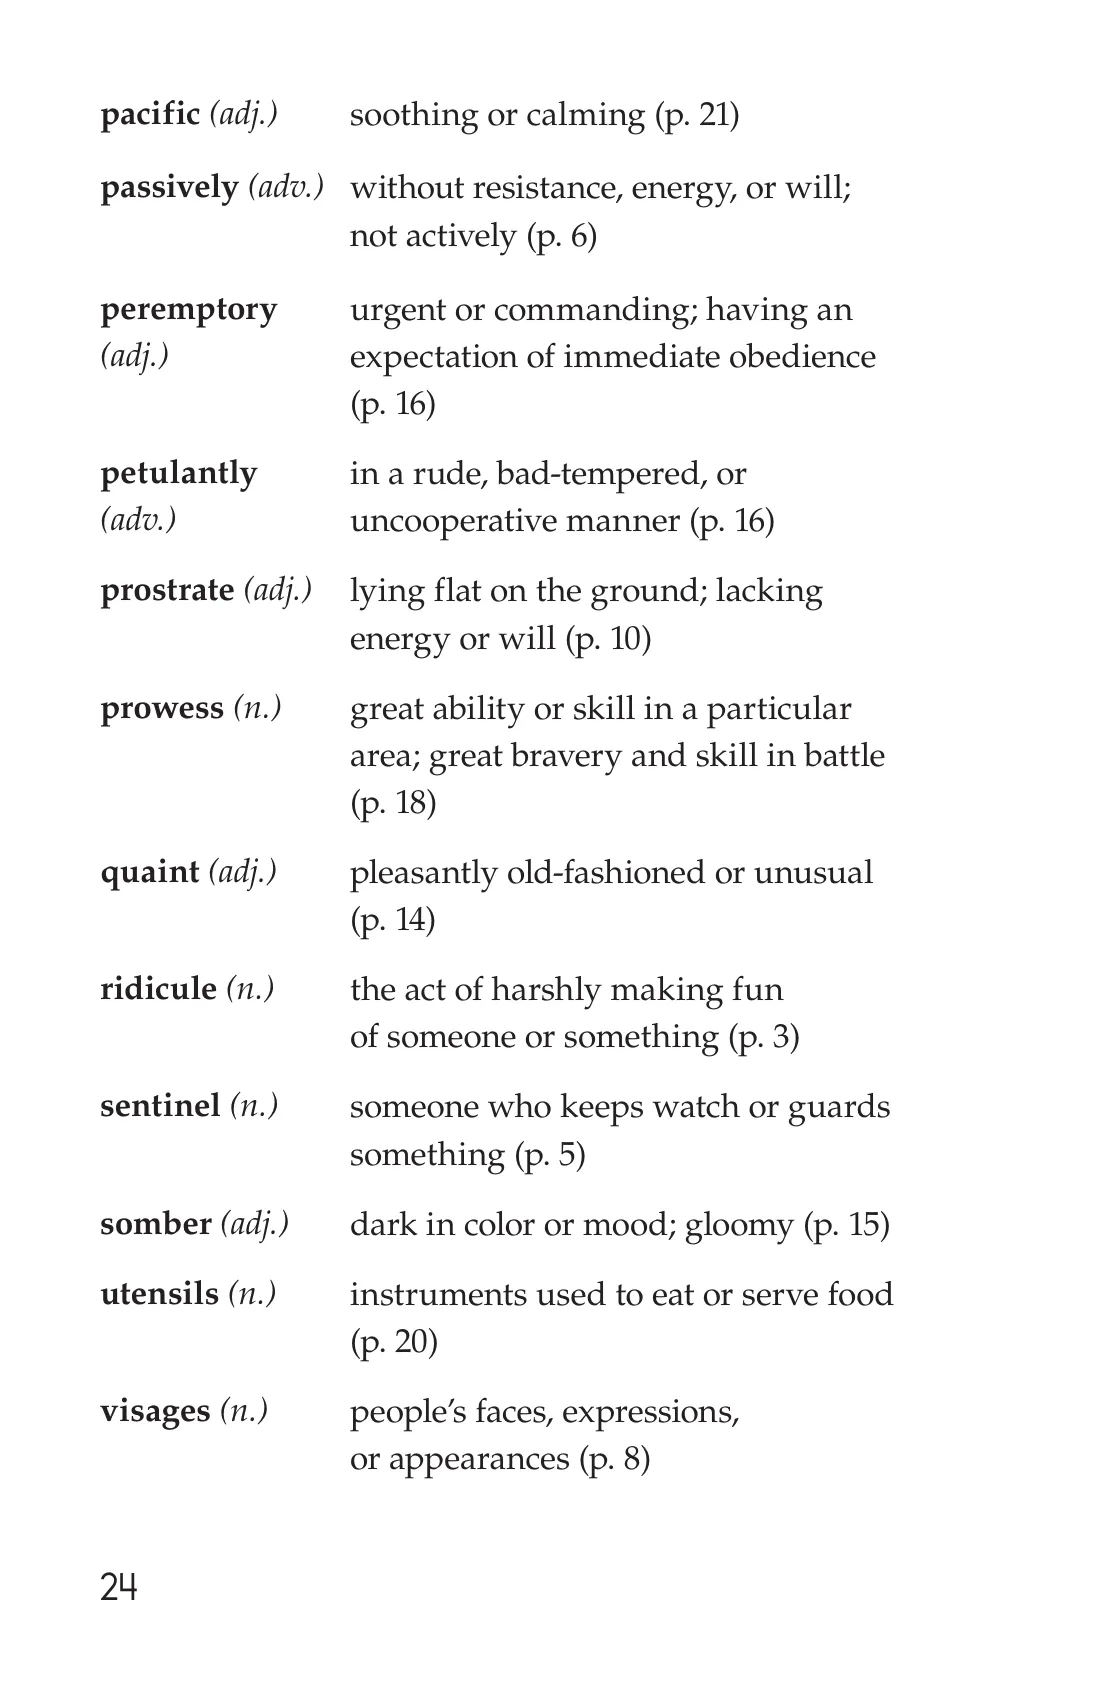 pacific (adj.) soothing or calming (p. 21)
passively (adv.) without resistance, energy, or will;
not actively (p. 6)
peremptory urgent or commanding; having an
(adj.) expectation of immediate obedience
(p. 16)
petulantly in a rude, bad-tempered, or
(adv.) uncooperative manner (p. 16)
prostrate (adj.) lying flat on the ground; lacking
energy or will (p. 10)
prowess (n.) great ability or skill in a particular
area; great bravery and skill in battle
(p. 18)
quaint (adj.) pleasantly old-fashioned or unusual
(p. 14)
ridicule (n.) the act of harshly making fun
of someone or something (p. 3)
sentinel (n.) someone who keeps watch or guards
something (p. 5)
somber (adj.) dark in color or mood; gloomy (p. 15)
utensils (n.) instruments used to eat or serve food
(p. 20)
visages (n.) people’s faces, expressions,
or appearances (p. 8)
24